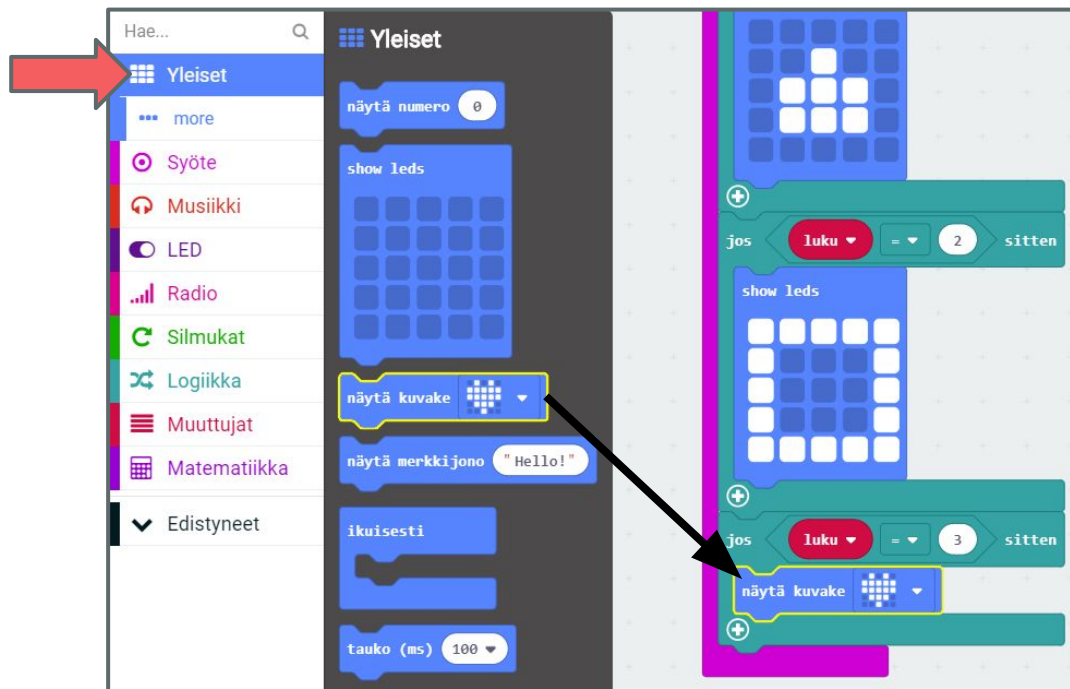 Hae...
Yleiset
more
Syöte
Musiikki
LED
Radio
Silmukat
Logiikka
Muuttujat
Matematiikka
Edistyneet
Yleiset
näytä numero 0
show leds
näytä kuvake
näytä merkkijono "Hello!"
ikuisesti
tauko (ms) 100
jos luku = 2 sitten
show leds
jos luku = 3 sitten
näytä kuvake